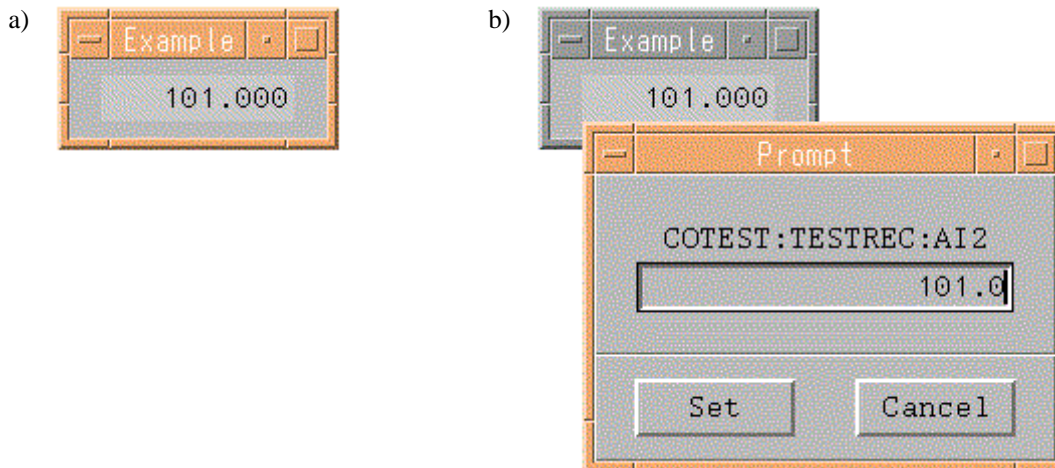 a)
Example
101.000
b)
Example
101.000
Prompt
COTEST:TESTREC:AI2
101.0
Set
Cancel